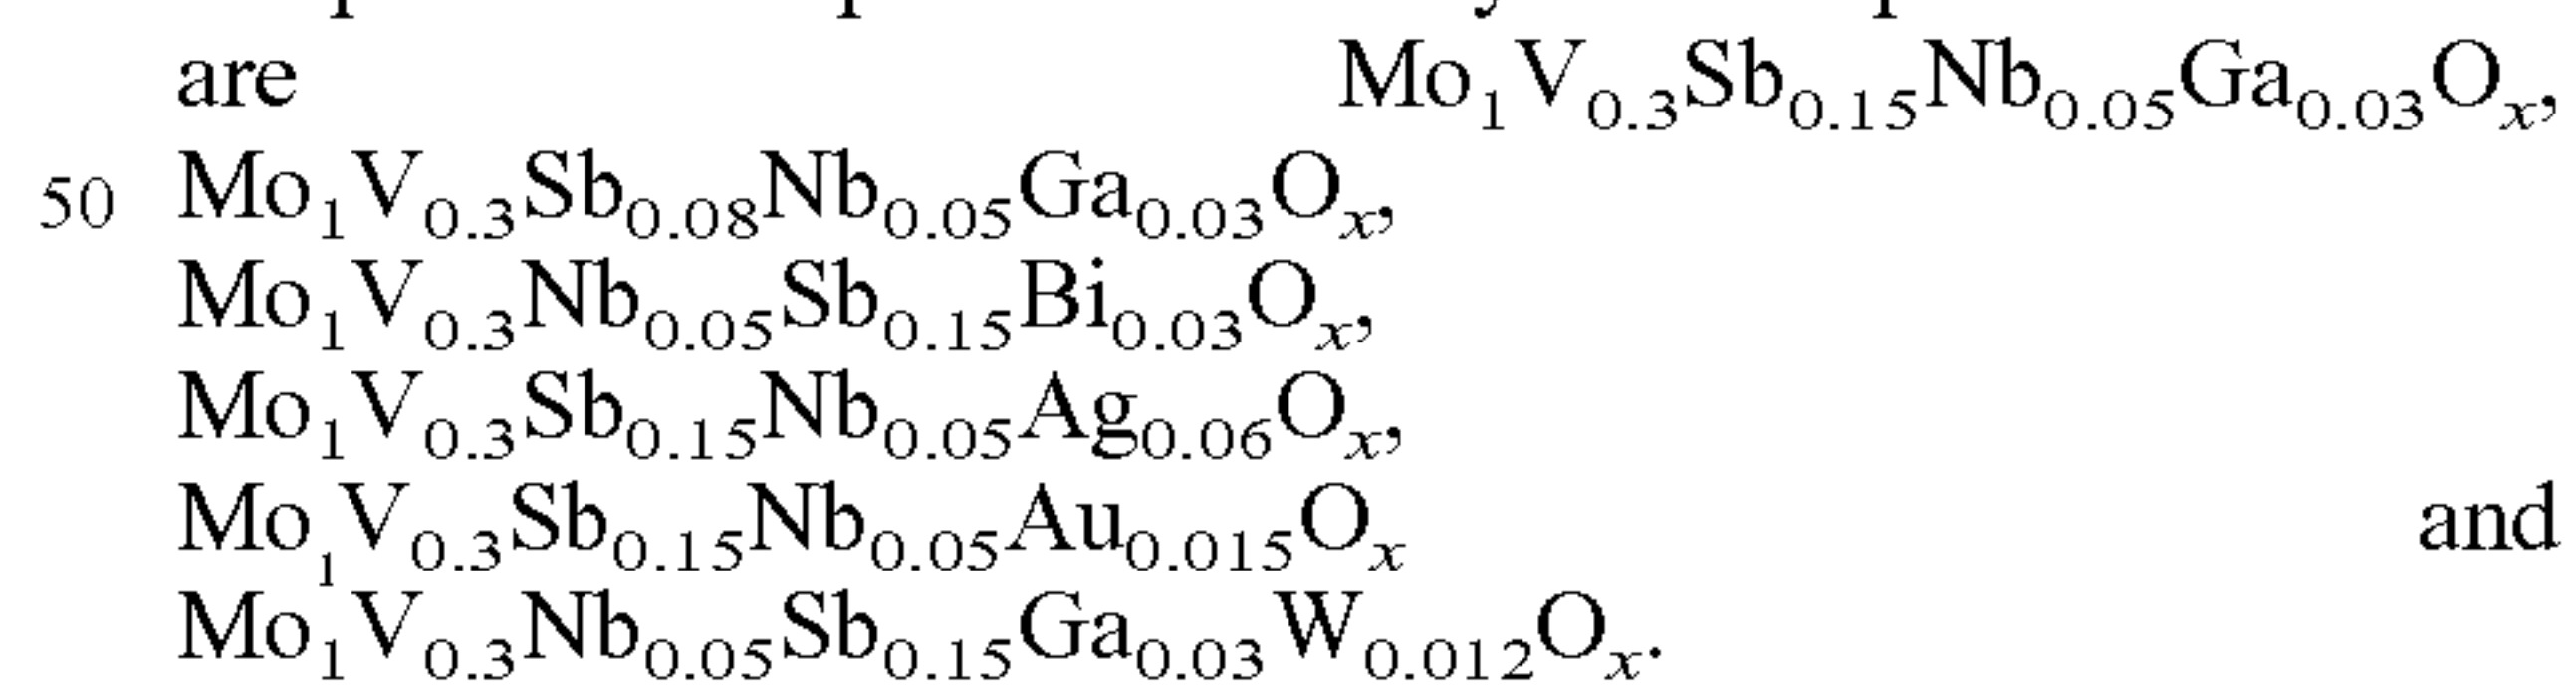 are Mo₁V₀.₃Sb₀.₁₅Nb₀.₀₅Ga₀.₀₃Oₓ,
50 Mo₁V₀.₃Sb₀.₀₈Nb₀.₀₅Ga₀.₀₃Oₓ,
Mo₁V₀.₃Nb₀.₀₅Sb₀.₁₅Bi₀.₀₃Oₓ,
Mo₁V₀.₃Sb₀.₁₅Nb₀.₀₅Ag₀.₀₆Oₓ,
Mo₁V₀.₃Sb₀.₁₅Nb₀.₀₅Au₀.₀₁₅Oₓ and
Mo₁V₀.₃Nb₀.₀₅Sb₀.₁₅Ga₀.₀₃W₀.₀₁₂Oₓ.